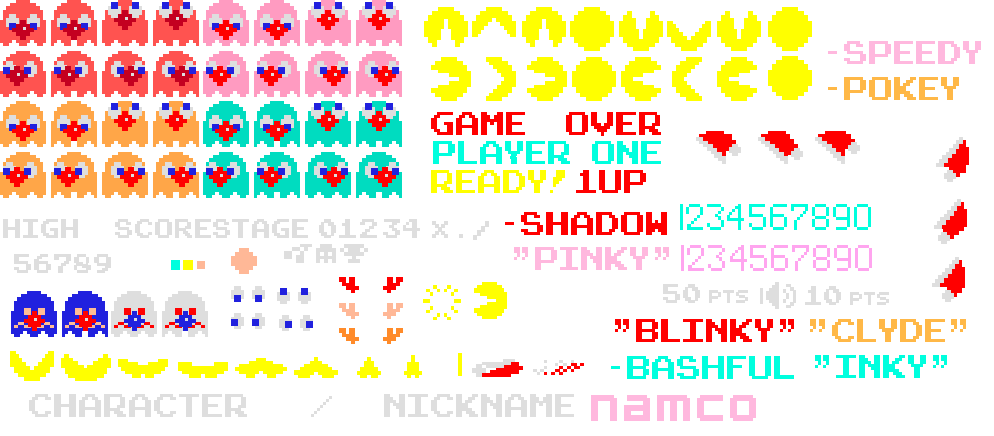 -SPEEDY
-POKEY
GAME OVER
PLAYER ONE
READY! 1UP
HIGH SCORESTAGE 01234 X . /
-SHADOW 1234567890
56789
"PINKY" 1234567890
50 PTS 10 PTS
"BLINKY" "CLYDE"
-BASHFUL "INKY"
CHARACTER / NICKNAME namco